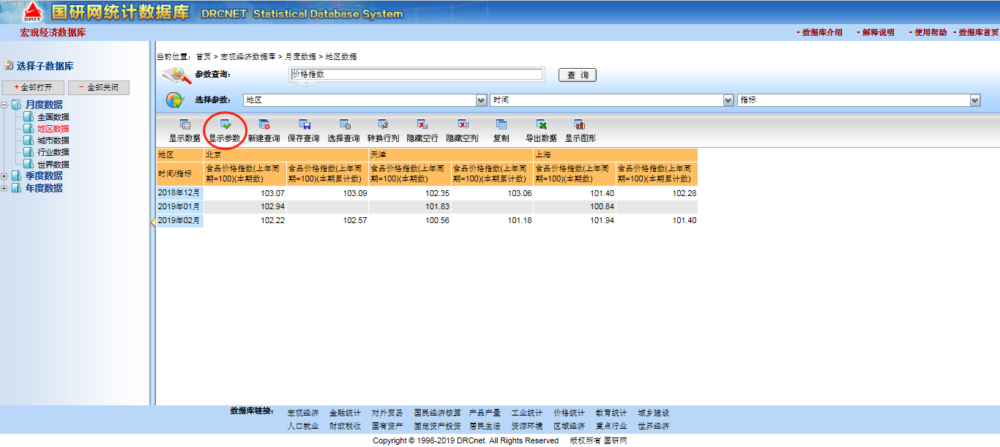 SRIT 国研网统计数据库 DRCNET Statistical Database System
宏观经济数据库 - 数据库介绍 - 解释说明 - 使用帮助 - 数据库首页
当前位置：首页 > 宏观经济数据库 > 月度数据 > 地区数据
选择子数据库
+全部打开 - 全部关闭
月度数据
全国数据
地区数据
城市数据
行业数据
世界数据
季度数据
年度数据
参数查询： 价格指数 查 询
选择参数： 地区 时间 指标
显示数据 显示参数 新建查询 保存查询 选择查询 转换行列 隐藏空行 隐藏空列 复制 导出数据 显示图形
地区 北京 天津 上海
时间/指标 食品价格指数(上年同期=100)(本期数) 食品价格指数(上年同期=100)(本期累计数) 食品价格指数(上年同期=100)(本期数) 食品价格指数(上年同期=100)(本期累计数) 食品价格指数(上年同期=100)(本期数) 食品价格指数(上年同期=100)(本期累计数)
2018年12月 103.07 103.09 102.35 103.06 101.40 102.28
2019年01月 102.94 101.83 100.84
2019年02月 102.22 102.57 100.56 101.18 101.94 101.40
数据库链接： 宏观经济 金融统计 对外贸易 国民经济核算 产品产量 工业统计 价格统计 教育统计 城乡建设
人口就业 财政税收 国有资产 固定资产投资 居民生活 资源环境 区域经济 重点行业 世界经济
Copyright © 1998-2019 DRCnet. All Rights Reserved 版权所有 国研网